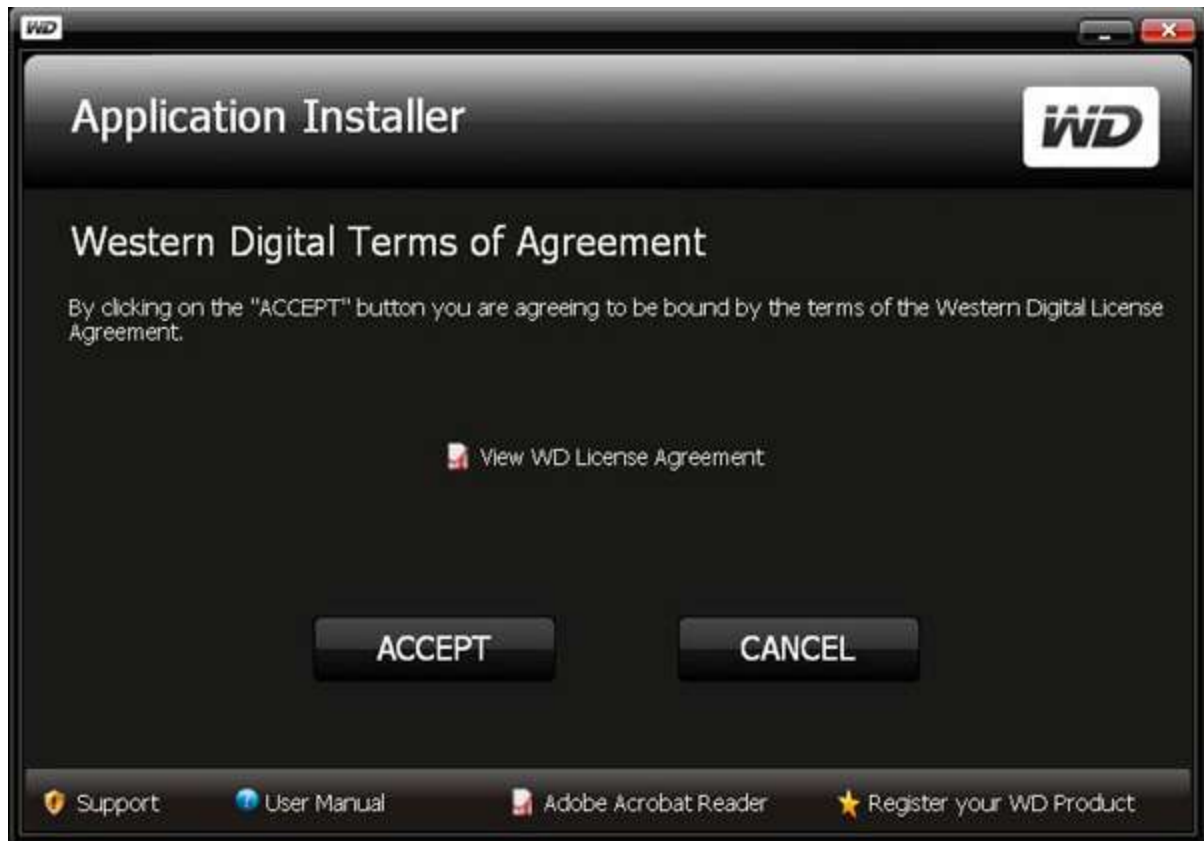 WD
Application Installer
WD
Western Digital Terms of Agreement
By clicking on the "ACCEPT" button you are agreeing to be bound by the terms of the Western Digital License
Agreement.
View WD License Agreement
ACCEPT
CANCEL
Support
User Manual
Adobe Acrobat Reader
Register your WD Product